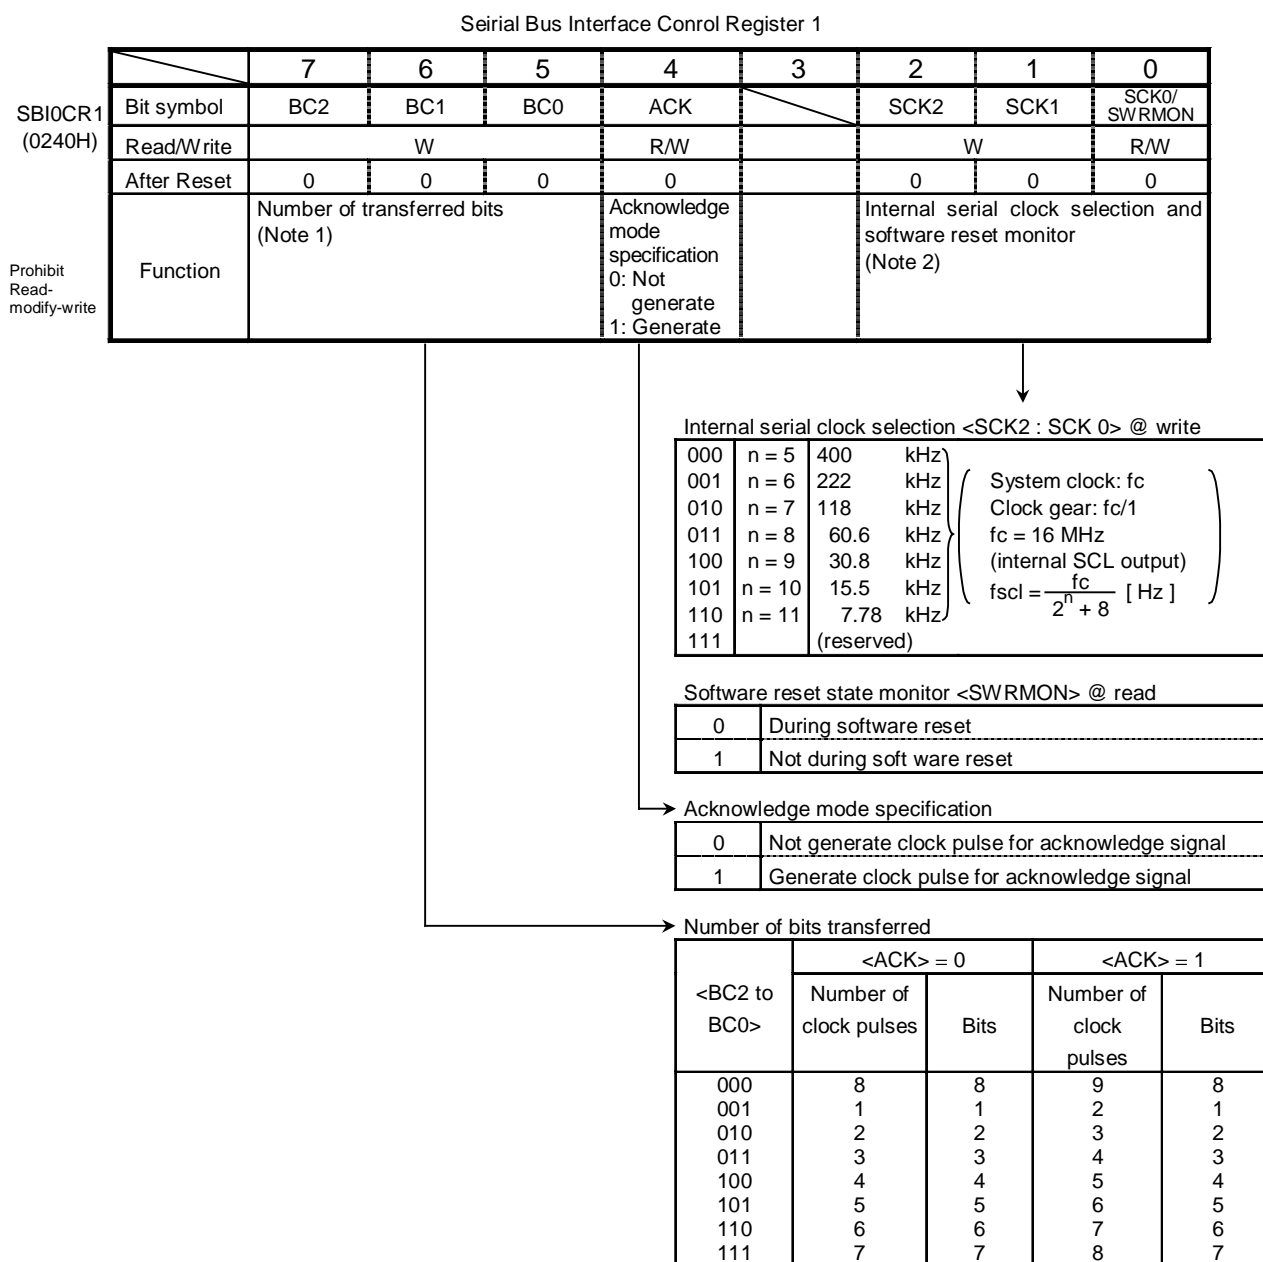 Seirial Bus Interface Conrol Register 1
7 6 5 4 3 2 1 0
SBI0CR1
(0240H)
Bit symbol BC2 BC1 BC0 ACK SCK2 SCK1 SCK0/
SWRMON
Read/Write W R/W W R/W
After Reset 0 0 0 0 0 0 0
Prohibit
Read-
modify-write
Function
Number of transferred bits
(Note 1)
Acknowledge
mode
specification
0: Not
generate
1: Generate
Internal serial clock selection and
software reset monitor
(Note 2)
Internal serial clock selection <SCK2 : SCK 0> @ write
000 n = 5 400 kHz
001 n = 6 222 kHz
010 n = 7 118 kHz
011 n = 8 60.6 kHz
100 n = 9 30.8 kHz
101 n = 10 15.5 kHz
110 n = 11 7.78 kHz
111 (reserved)
System clock: fc
Clock gear: fc/1
fc = 16 MHz
(internal SCL output)
fscl = fc / 2^n + 8 [ Hz ]
Software reset state monitor <SWRMON> @ read
0 During software reset
1 Not during soft ware reset
Acknowledge mode specification
0 Not generate clock pulse for acknowledge signal
1 Generate clock pulse for acknowledge signal
Number of bits transferred
<BC2 to
BC0>
<ACK> = 0 <ACK> = 1
Number of
clock pulses
Bits
Number of
clock
pulses
Bits
000 8 8 9 8
001 1 1 2 1
010 2 2 3 2
011 3 3 4 3
100 4 4 5 4
101 5 5 6 5
110 6 6 7 6
111 7 7 8 7